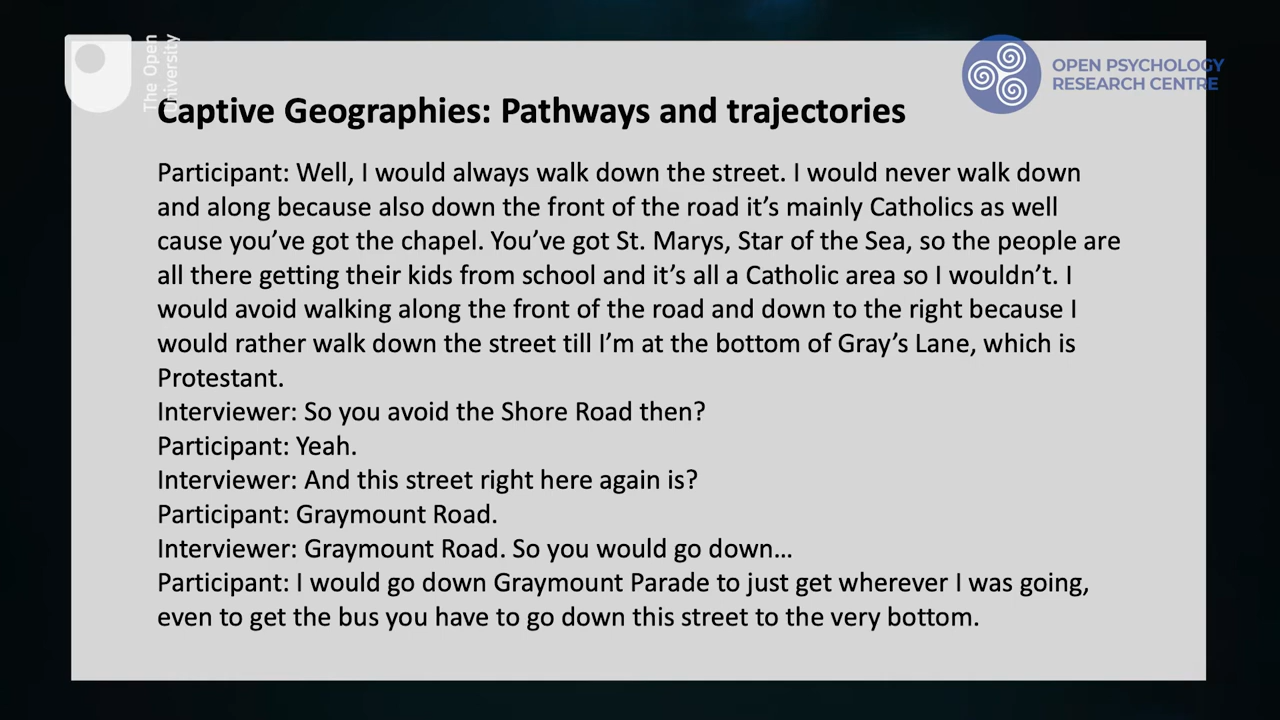 The Open
University
OPEN PSYCHOLOGY
RESEARCH CENTRE
Captive Geographies: Pathways and trajectories
Participant: Well, I would always walk down the street. I would never walk down
and along because also down the front of the road it’s mainly Catholics as well
cause you’ve got the chapel. You’ve got St. Marys, Star of the Sea, so the people are
all there getting their kids from school and it’s all a Catholic area so I wouldn’t. I
would avoid walking along the front of the road and down to the right because I
would rather walk down the street till I’m at the bottom of Gray’s Lane, which is
Protestant.
Interviewer: So you avoid the Shore Road then?
Participant: Yeah.
Interviewer: And this street right here again is?
Participant: Graymount Road.
Interviewer: Graymount Road. So you would go down…
Participant: I would go down Graymount Parade to just get wherever I was going,
even to get the bus you have to go down this street to the very bottom.